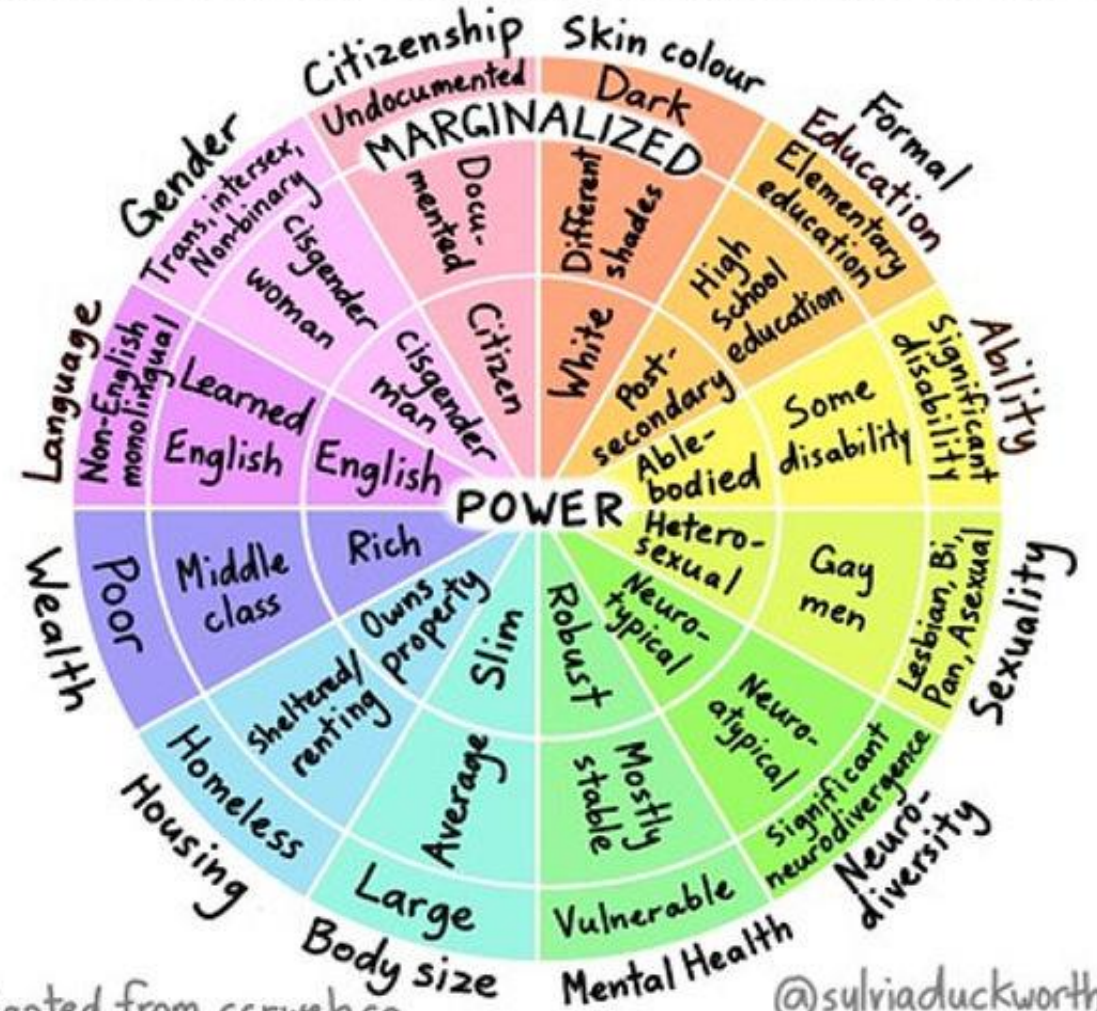 Citizenship
Undocumented
Docu-
mented
Citizen
Skin colour
Dark
Different
shades
White
Formal
Education
Elementary
education
High
school
education
Post-
secondary
Ability
Significant
disability
Some
disability
Able-
bodied
Sexuality
Lesbian, Bi,
Pan, Asexual
Gay
men
Hetero-
sexual
Neuro-
diversity
Significant
neurodivergence
Neuro-
atypical
Neuro-
typical
Mental Health
Vulnerable
Mostly
stable
Robust
Body size
Large
Average
Slim
Housing
Homeless
Sheltered/
renting
Owns
property
Wealth
Poor
Middle
class
Rich
Language
Non-English
monolingual
Learned
English
English
Gender
Trans, intersex,
Non-binary
cisgender
woman
cisgender
man
MARGINALIZED
POWER
from
@sylviaduckworth